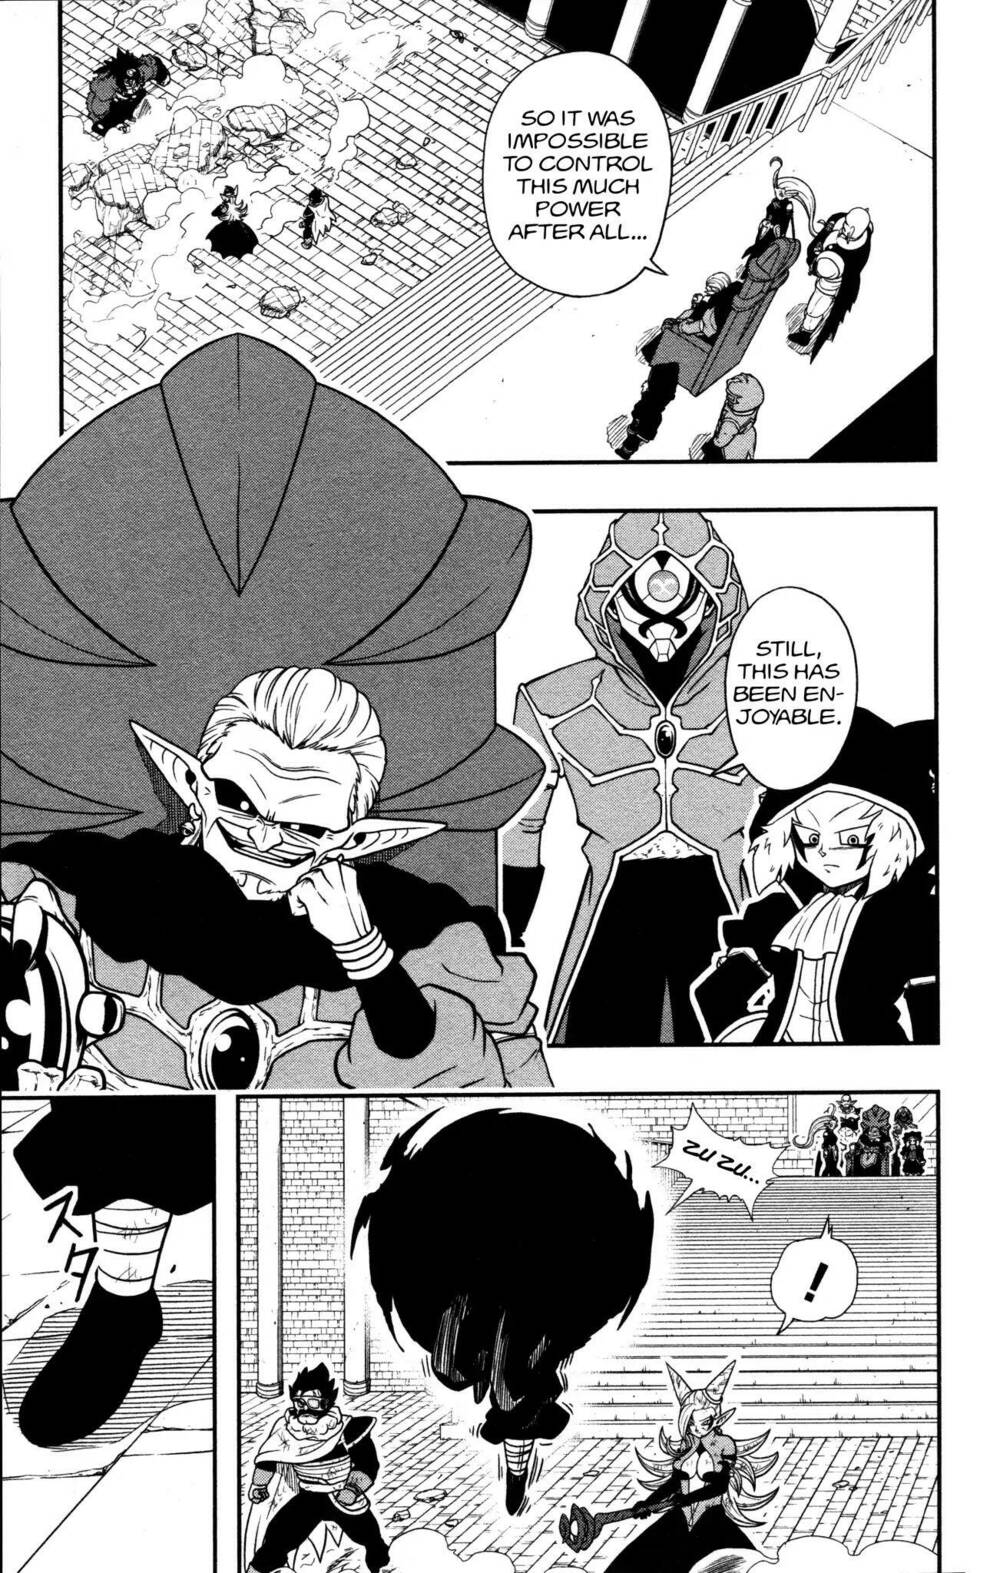 SO IT WAS
IMPOSSIBLE
TO CONTROL
THIS MUCH
POWER
AFTER ALL...
STILL,
THIS HAS
BEEN EN-
JOYABLE.
スタ
ZU ZU...
!